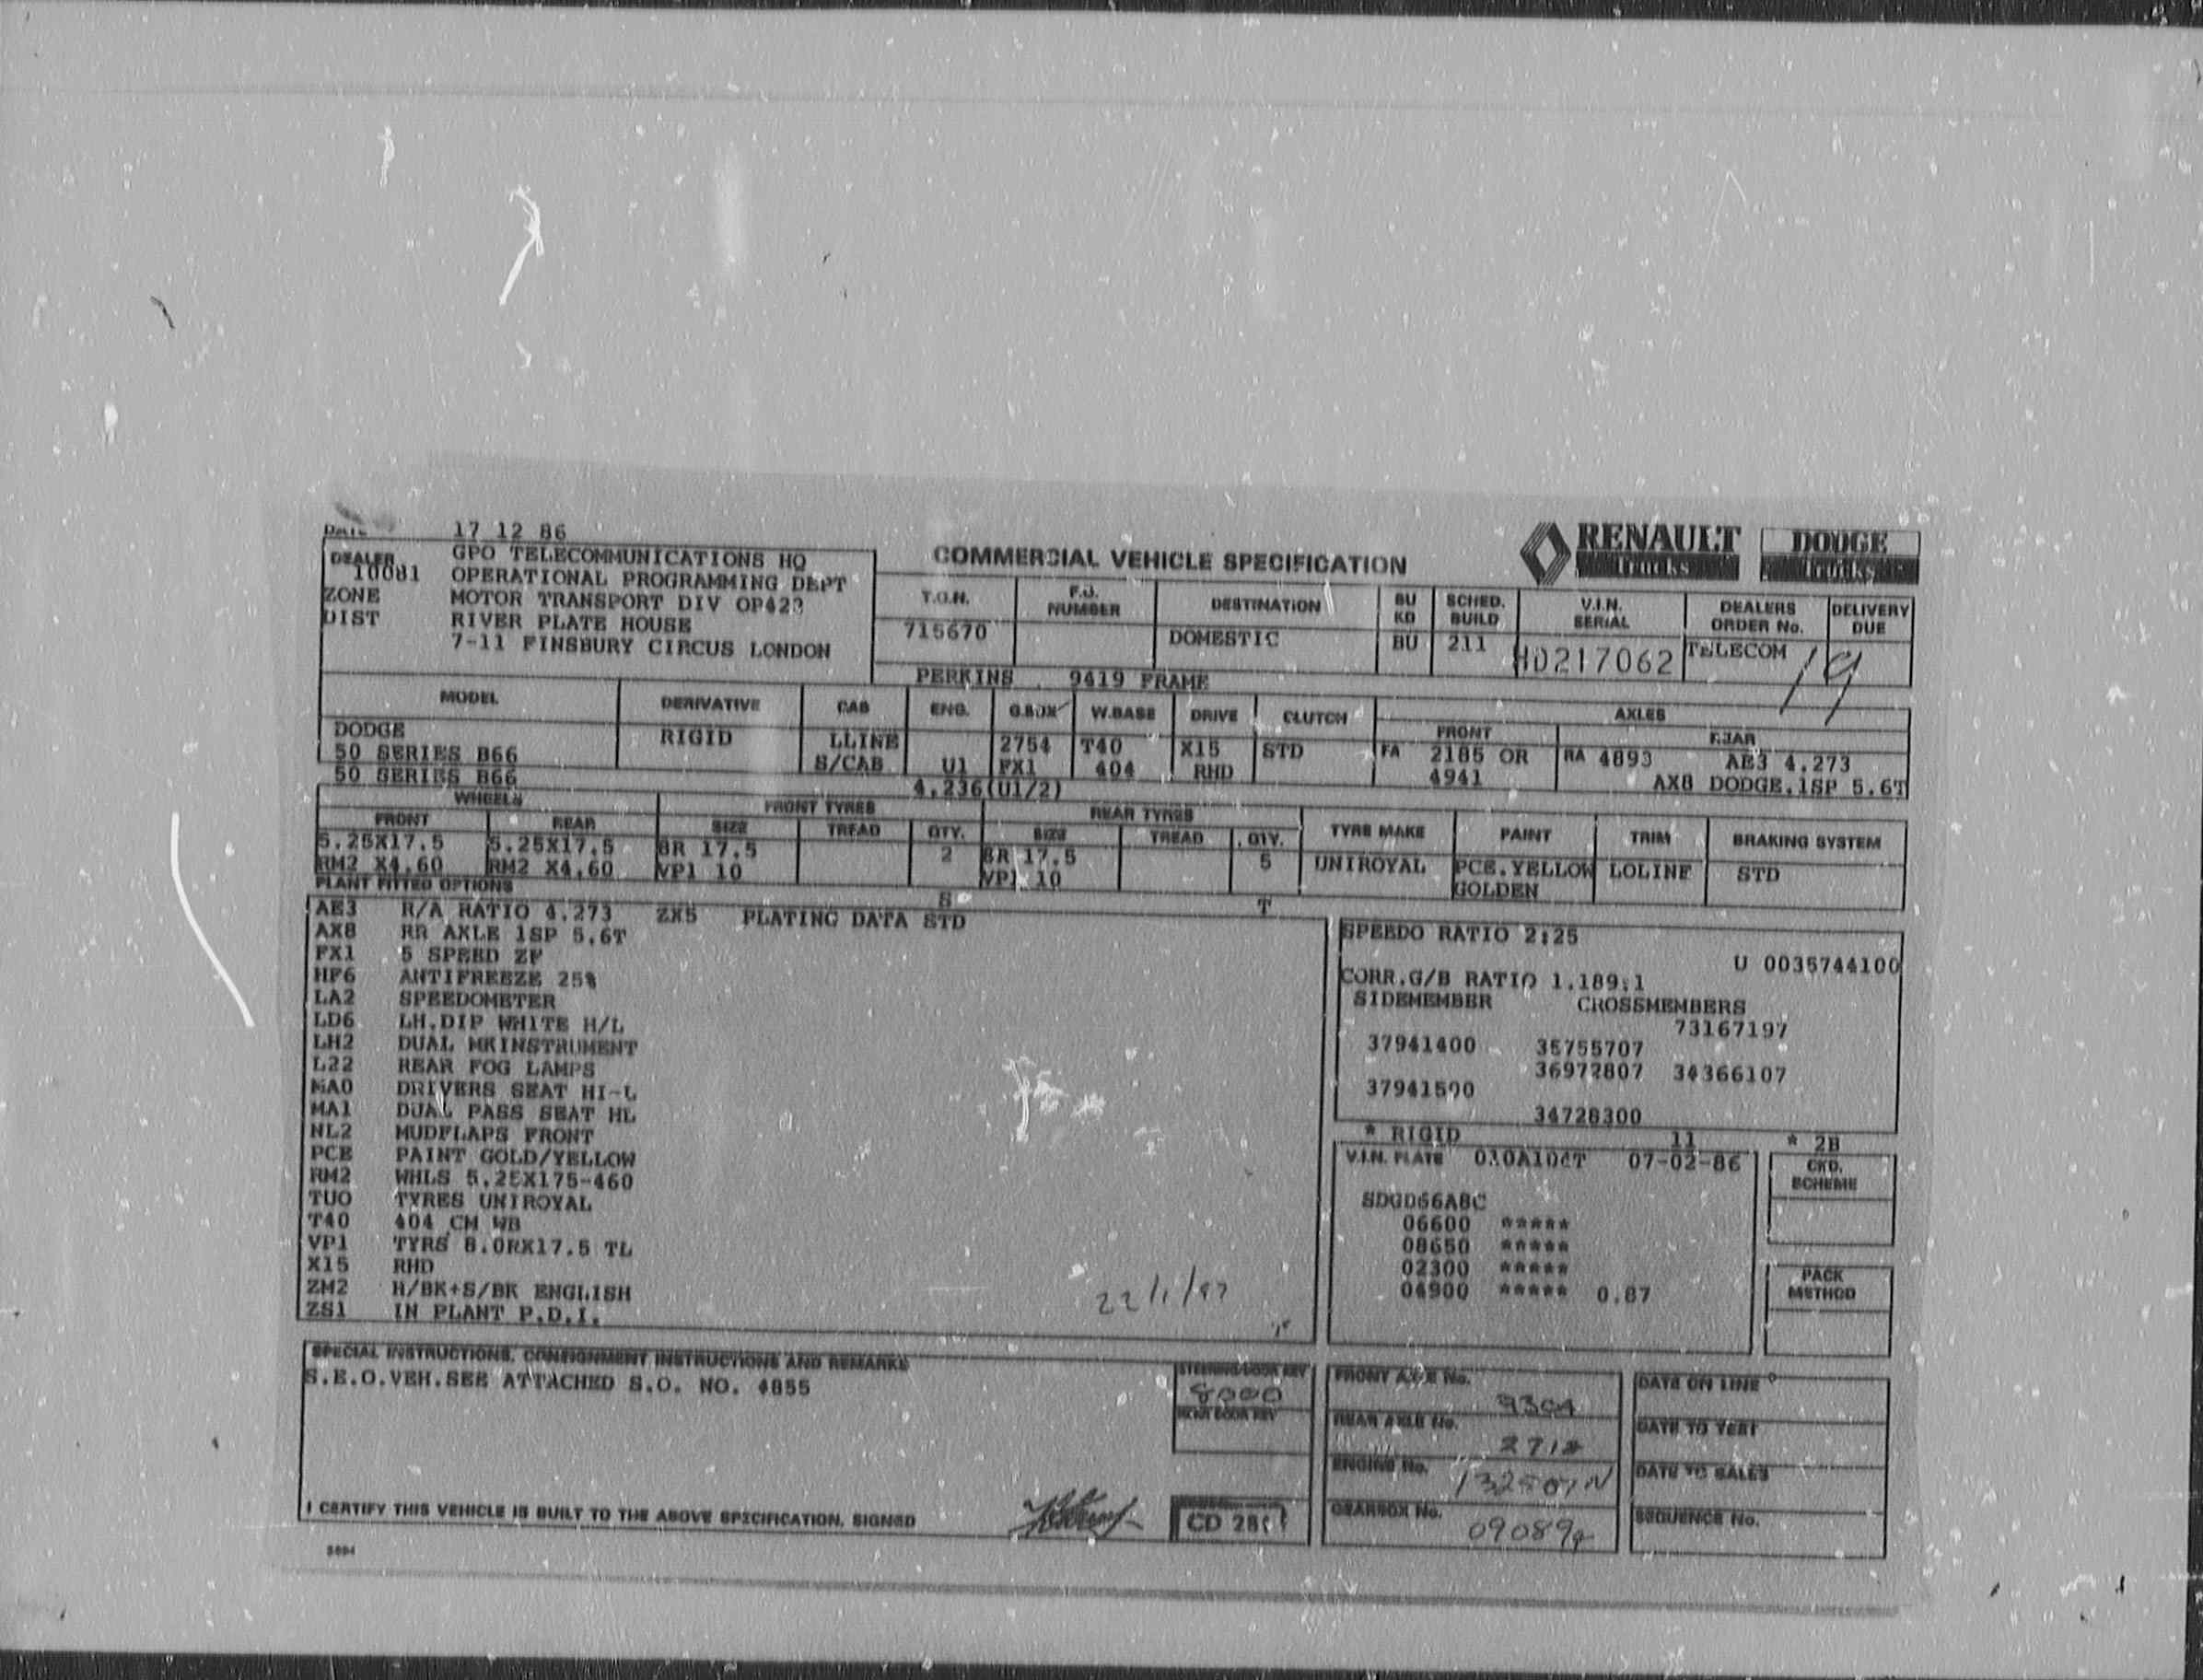 DATE 17 12 86
DEALER GPO TELECOMMUNICATIONS HQ
10081 OPERATIONAL PROGRAMMING DEPT
ZONE MOTOR TRANSPORT DIV OP423
DIST RIVER PLATE HOUSE
7-11 FINSBURY CIRCUS LONDON
COMMERCIAL VEHICLE SPECIFICATION
RENAULT Trucks
DODGE Trucks
T.O.N. F.J. NUMBER DESTINATION BU KD SCHED. BUILD V.I.N. SERIAL DEALERS ORDER No. DELIVERY DUE
715670 DOMESTIC BU 211 HD217062 TELECOM 19
PERKINS 9419 FRAME
MODEL DERIVATIVE CAB ENG. G.BOX W.BASE DRIVE CLUTCH AXLES
FRONT REAR
DODGE RIGID LLINE 2754 T40 X15 STD FA 2185 OR RA 4893 AE3 4.273
50 SERIES B66 S/CAB U1 FX1 404 RHD 4941 AX8 DODGE.1SP 5.6T
50 SERIES B66 4.236(U1/2)
WHEELS FRONT TYRES REAR TYRES
FRONT REAR SIZE TREAD QTY. SIZE TREAD QTY. TYRE MAKE PAINT TRIM BRAKING SYSTEM
5.25X17.5 5.25X17.5 8R 17.5 2 8R 17.5 5 UNIROYAL PCE.YELLOW LOLINE STD
RM2 X4.60 RM2 X4.60 VP1 10 VP1 10 GOLDEN
PLANT FITTED OPTIONS S T
AE3 R/A RATIO 4.273 ZX5 PLATING DATA STD
AX8 RR AXLE 1SP 5.6T
FX1 5 SPEED ZF
HF6 ANTIFREEZE 25%
LA2 SPEEDOMETER
LD6 LH.DIP WHITE H/L
LH2 DUAL MKINSTRUMENT
L22 REAR FOG LAMPS
MA0 DRIVERS SEAT HI-L
MA1 DUAL PASS SEAT HL
NL2 MUDFLAPS FRONT
PCE PAINT GOLD/YELLOW
RM2 WHLS 5.25X175-460
TUO TYRES UNIROYAL
T40 404 CM WB
VP1 TYRS 8.0RX17.5 TL
X15 RHD
ZM2 H/BK+S/BK ENGLISH
ZS1 IN PLANT P.D.I.
22/1/87
SPEEDO RATIO 2:25
U 0035744100
CORR.G/B RATIO 1.189:1
SIDEMEMBER CROSSMEMBERS
73167197
37941400 35755707
36972807 34366107
37941500
34728300
* RIGID 11 * 2B
V.I.N. PLATE 07-02-86
CKD. SCHEME
06600 *****
08650 *****
02300 *****
04900 ***** 0.87
PACK METHOD
SPECIAL INSTRUCTIONS, CONSIGNMENT INSTRUCTIONS AND REMARKS
S.E.O.VEH.SEE ATTACHED S.O. NO. 4855
STEERING/DOOR KEY
8000
REAR DOOR KEY
FRONT AXLE No.
REAR AXLE No.
ENGINE No.
GEARBOX No.
DATE ON LINE
DATE TO TEST
DATE TO SALES
SEQUENCE No.
I CERTIFY THIS VEHICLE IS BUILT TO THE ABOVE SPECIFICATION. SIGNED